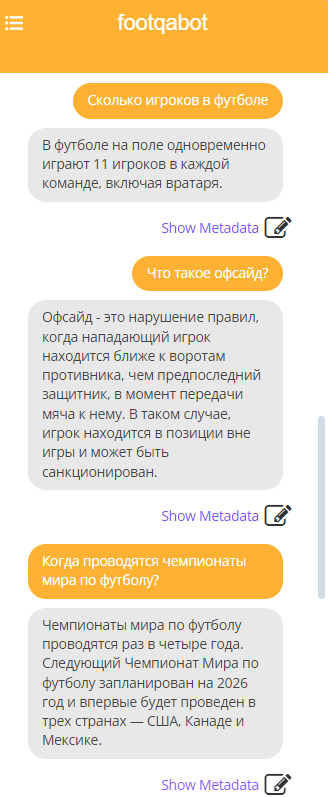 footqabot
Сколько игроков в футболе
В футболе на поле одновременно
играют 11 игроков в каждой
команде, включая вратаря.
Show Metadata
Что такое офсайд?
Офсайд - это нарушение правил,
когда нападающий игрок
находится ближе к воротам
противника, чем предпоследний
защитник, в момент передачи
мяча к нему. В таком случае,
игрок находится в позиции вне
игры и может быть
санкционирован.
Show Metadata
Когда проводятся чемпионаты
мира по футболу?
Чемпионаты мира по футболу
проводятся раз в четыре года.
Следующий Чемпионат Мира по
футболу запланирован на 2026
год и впервые будет проведен в
трех странах — США, Канаде и
Мексике.
Show Metadata